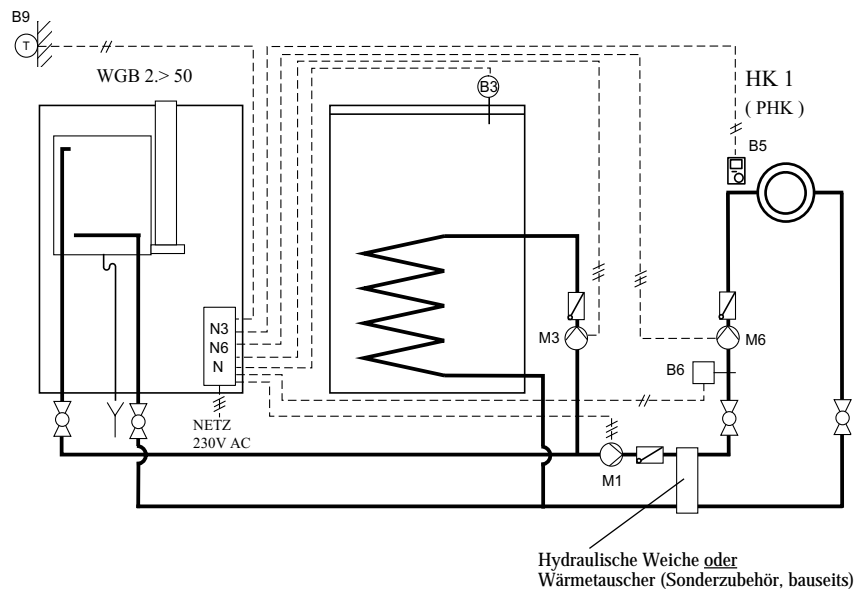 B9
T
WGB 2.> 50
B3
HK 1
( PHK )
B5
N3
N6
N
M3
M6
B6
NETZ
230V AC
M1
Hydraulische Weiche oder
Wärmetauscher (Sonderzubehör, bauseits)